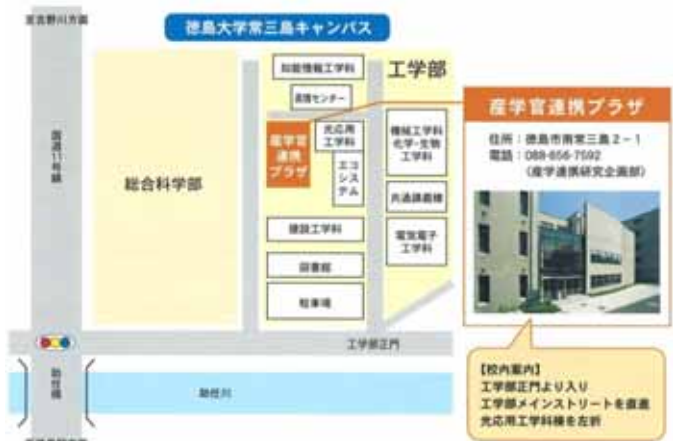 至吉野川方面
徳島大学常三島キャンパス
国道11号線
総合科学部
知能情報工学科
工学部
産学官
連携
プラザ
光応用
工学科
エコ
システム
機械工学科
化学・生物
工学科
共通講義棟
建設工学科
電気電子
工学科
図書館
駐車場
工学部正門
助任橋
助任川
産学官連携プラザ
住所:徳島市南常三島2-1
電話:088-656-7592
(産学連携研究企画部)
【校内案内】
工学部正門より入り
工学部メインストリートを直進
光応用工学科棟を左折